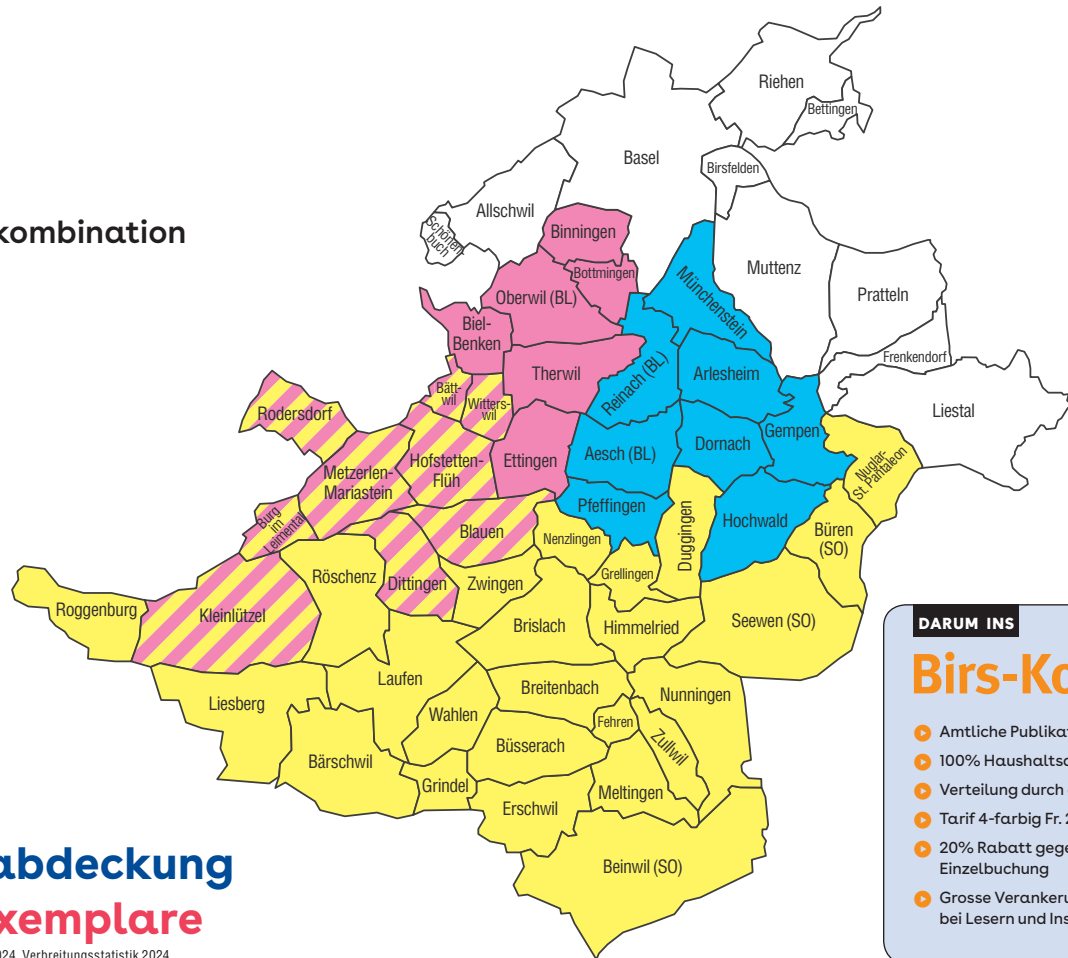 Riehen
Bettingen
Basel
Birsfelden
Allschwil
Schönen-
buch
Binningen
Bottmingen
Oberwil (BL)
Biel-
Benken
Therwil
Ettingen
Münchenstein
Muttenz
Pratteln
Frenkendorf
Liestal
Reinach (BL)
Arlesheim
Aesch (BL)
Dornach
Gempen
Pfeffingen
Hochwald
Nuglar-
St. Pantaleon
Büren
(SO)
Duggingen
Rodersdorf
Bätt-
wil
Witters-
wil
Hofstetten-
Flüh
Metzerlen-
Mariastein
Burg
im
Leimental
Blauen
Dittingen
Kleinlützel
Roggenburg
Röschenz
Nenzlingen
Grellingen
Zwingen
Brislach
Himmelried
Seewen (SO)
Laufen
Liesberg
Wahlen
Breitenbach
Nunningen
Fehren
Zullwil
Büsserach
Bärschwil
Grindel
Erschwil
Meltingen
Beinwil (SO)
kombination
abdeckung
xemplare
024, Verbreitungsstatistik 2024
DARUM INS
Birs-Ko
Amtliche Publika
100% Haushalts
Verteilung durch
Tarif 4-farbig Fr. 2
20% Rabatt gege
Einzelbuchung
Grosse Veranker
bei Lesern und Ins